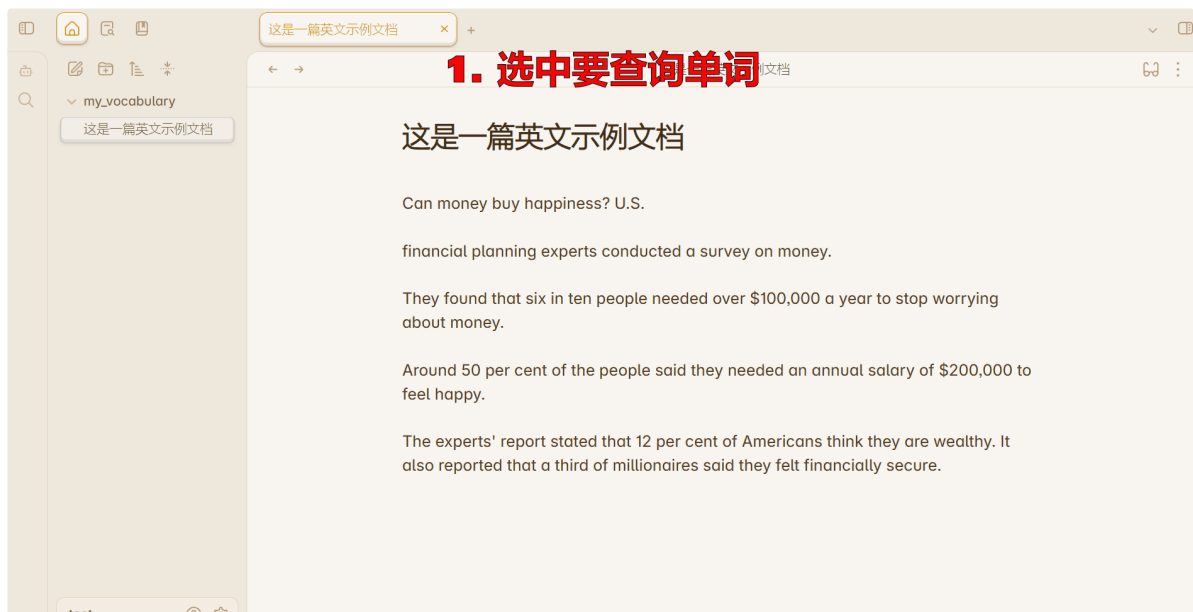 这是一篇英文示例文档
1. 选中要查询单词
例文档
my_vocabulary
这是一篇英文示例文档
这是一篇英文示例文档
Can money buy happiness? U.S.
financial planning experts conducted a survey on money.
They found that six in ten people needed over $100,000 a year to stop worrying
about money.
Around 50 per cent of the people said they needed an annual salary of $200,000 to
feel happy.
The experts' report stated that 12 per cent of Americans think they are wealthy. It
also reported that a third of millionaires said they felt financially secure.